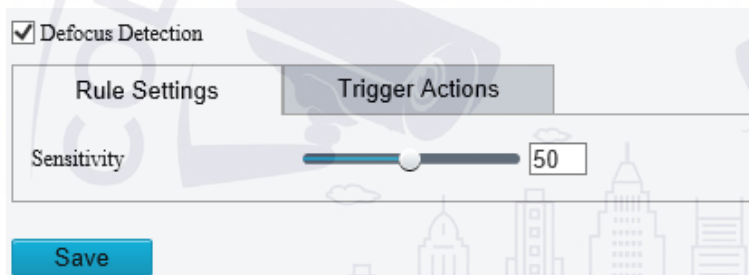 Defocus Detection
Rule Settings Trigger Actions
Sensitivity 50
Save